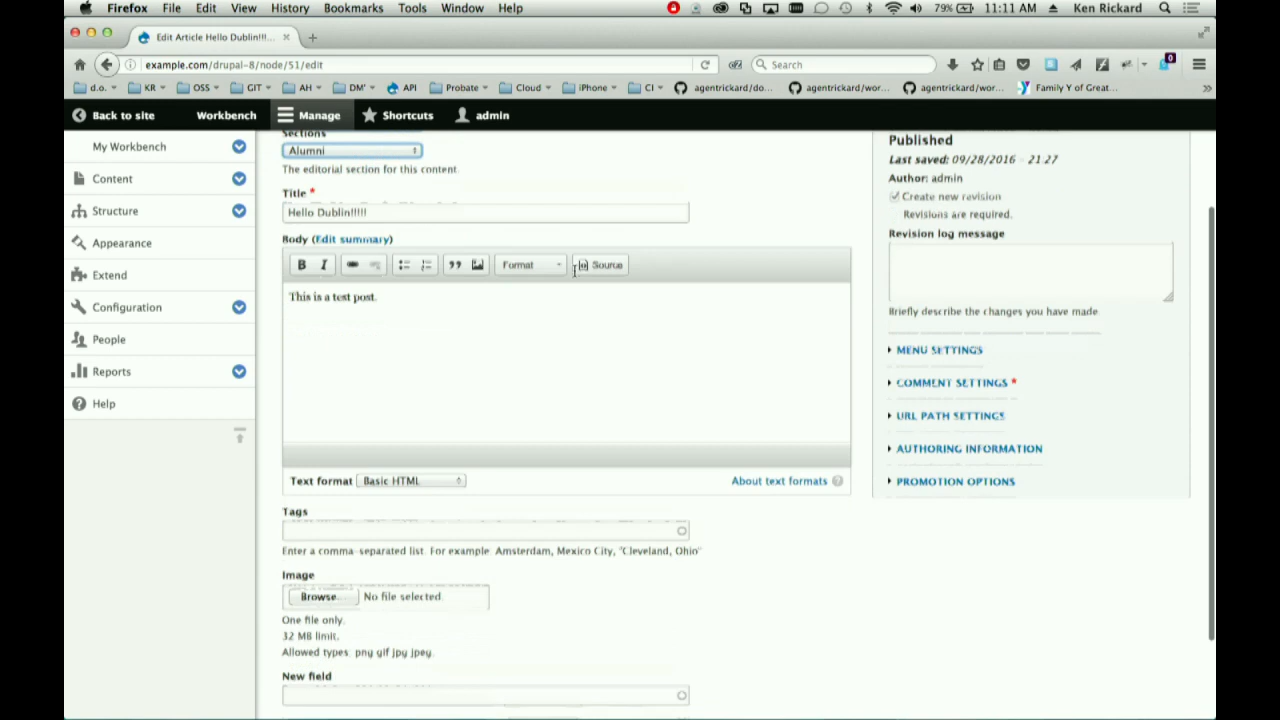 Firefox File Edit View History Bookmarks Tools Window Help 79% 11:11 AM Ken Rickard
Edit Article Hello Dublin!!!...
example.com/drupal-8/node/51/edit Search
d.o. KR OSS GIT AH DM' API Probate Cloud iPhone CI agentrickard/do... agentrickard/wor... agentrickard/wor... Family Y of Great... 0
Back to site Workbench Manage Shortcuts admin
My Workbench
Content
Structure
Appearance
Extend
Configuration
People
Reports
Help
Sections
Alumni
The editorial section for this content.
Title *
Hello Dublin!!!!!
Body (Edit summary)
B I Format Source
This is a test post.
Text format Basic HTML About text formats
Tags
Enter a comma-separated list. For example: Amsterdam, Mexico City, "Cleveland, Ohio"
Image
Browse... No file selected.
One file only.
32 MB limit.
Allowed types: png gif jpg jpeg.
New field
Published
Last saved: 09/28/2016 - 21:27
Author: admin
Create new revision
Revisions are required.
Revision log message
Briefly describe the changes you have made.
MENU SETTINGS
COMMENT SETTINGS *
URL PATH SETTINGS
AUTHORING INFORMATION
PROMOTION OPTIONS